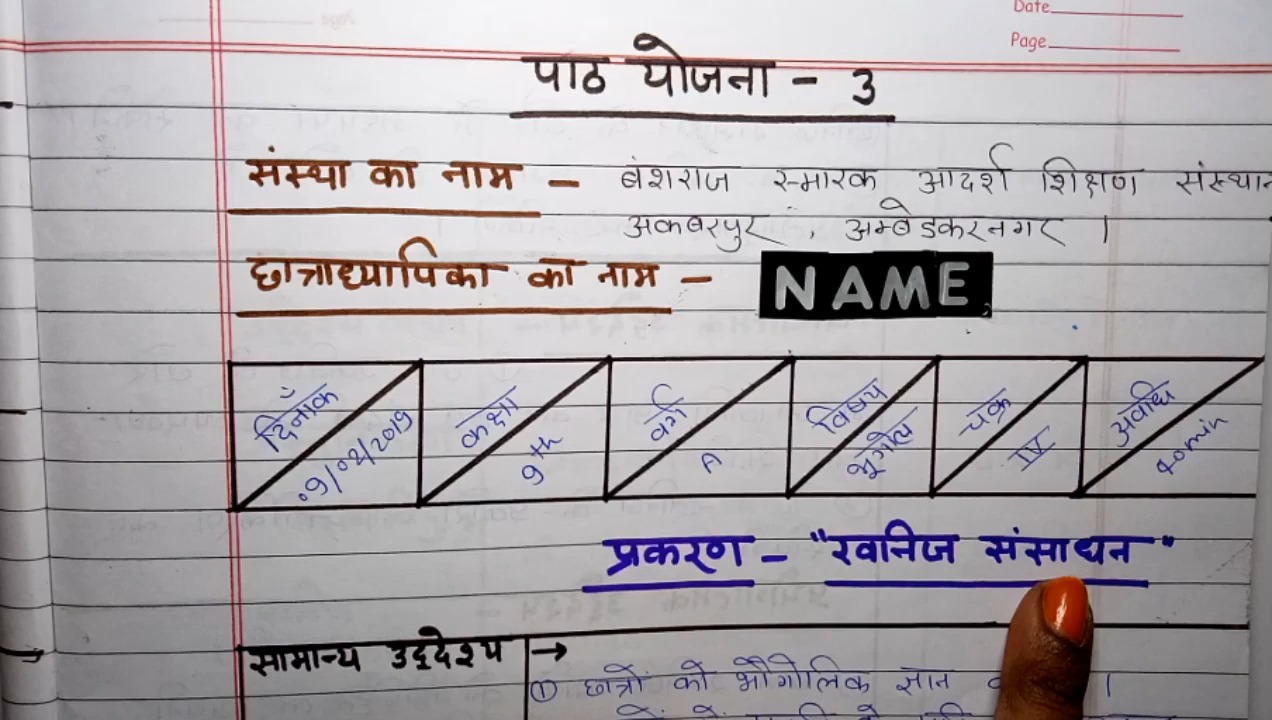 Date
Page
पाठ योजना - 3
संस्था का नाम - बंशराज स्मारक आदर्श शिक्षण संस्थान
अकबरपुर, अम्बेडकरनगर ।
छात्राध्यापिका का नाम - NAME
दिनाँक 09/02/2019 कक्षा 9th वर्ग A विषय भूगोल चक्र IV अवधि 40min
प्रकरण - "खनिज संसाधन"
सामान्य उद्देश्य →
① छात्रों को भौगोलिक ज्ञान ।